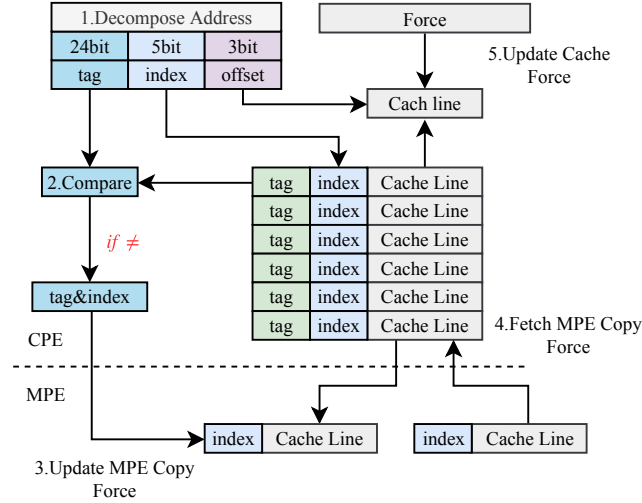 1.Decompose Address
24bit 5bit 3bit
tag index offset
Force
5.Update Cache
Force
Cach line
2.Compare
tag index Cache Line
tag index Cache Line
tag index Cache Line
tag index Cache Line
tag index Cache Line
tag index Cache Line
if ≠
tag&index
CPE
4.Fetch MPE Copy
Force
MPE
index Cache Line
index Cache Line
3.Update MPE Copy
Force